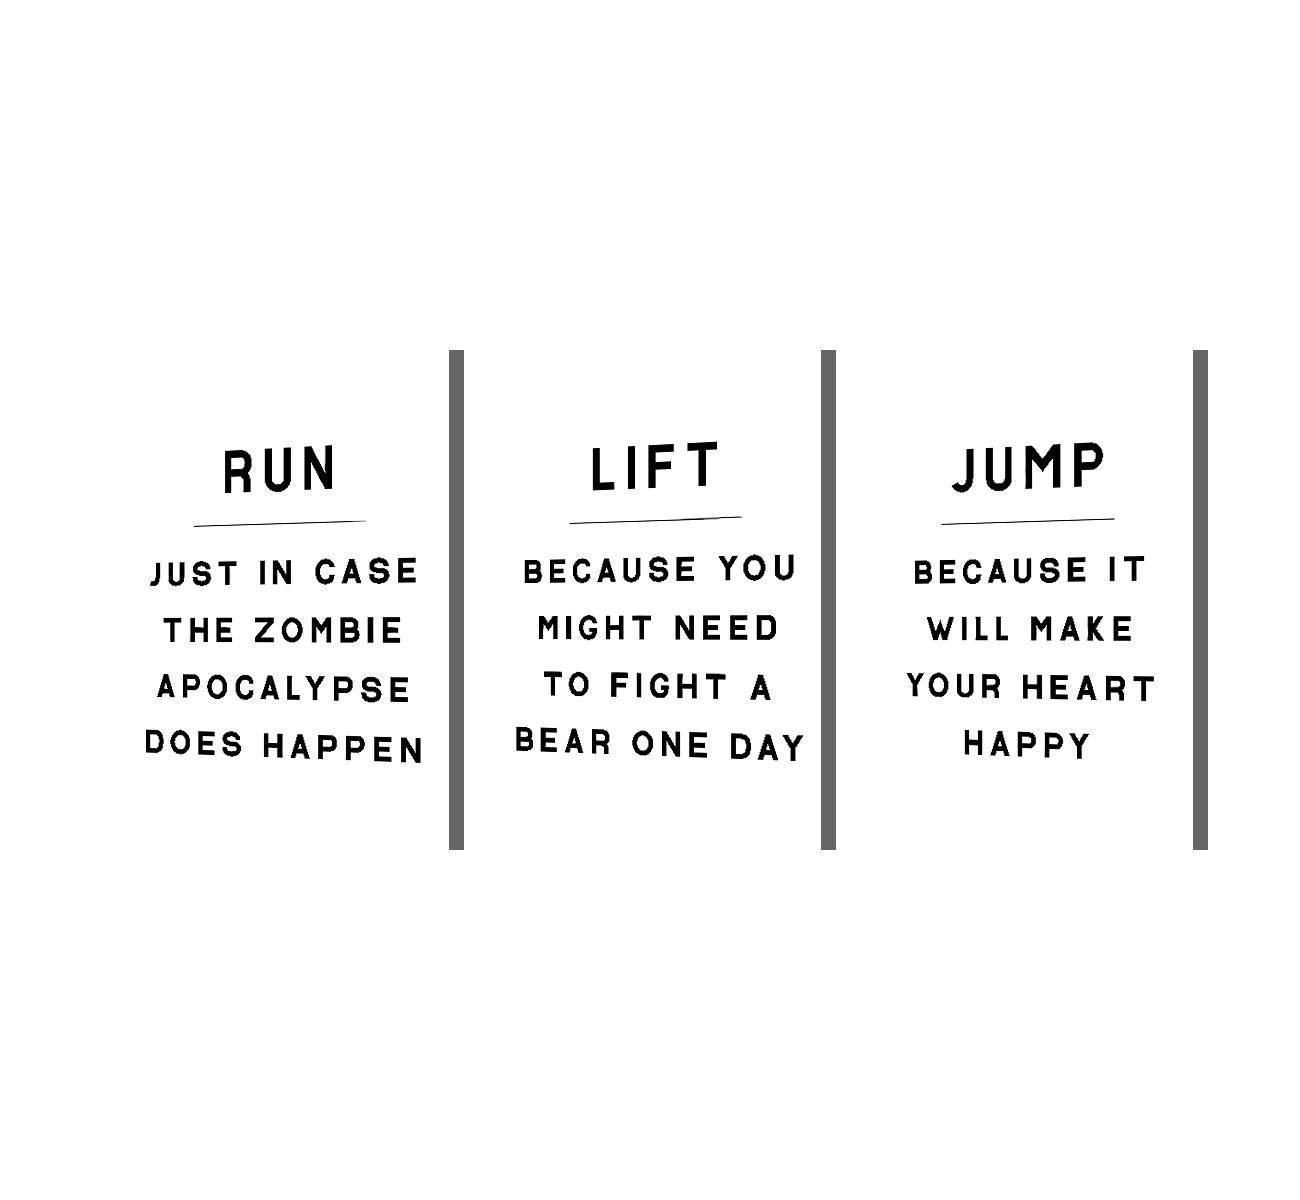 RUN
JUST IN CASE
THE ZOMBIE
APOCALYPSE
DOES HAPPEN
LIFT
BECAUSE YOU
MIGHT NEED
TO FIGHT A
BEAR ONE DAY
JUMP
BECAUSE IT
WILL MAKE
YOUR HEART
HAPPY